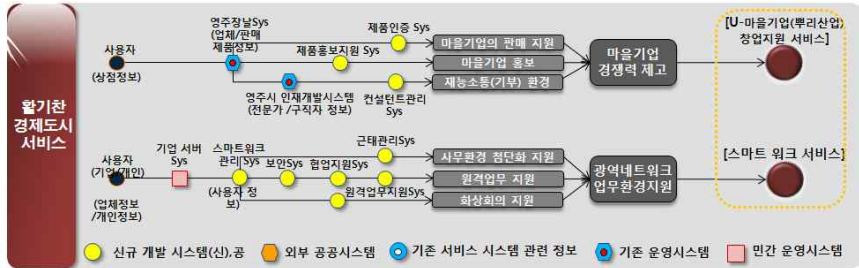 활기찬
경제도시
서비스
영주장날Sys
(업체/판매
제품정보)
제품인증 Sys
제품홍보지원 Sys
사용자
(상점정보)
영주시 인재개발시스템
(전문가 /구직자 정보)
컨설턴트관리
Sys
마을기업의 판매 지원
마을기업 홍보
재능소통(기부) 환경
마을기업
경쟁력 제고
[U-마을기업(뿌리산업)
창업지원 서비스]
사용자
(기업/개인)
(업체정보
/개인정보)
기업 서버
Sys
스마트워크
관리 Sys
(사용자 정
보)
보안Sys
협업지원Sys
근태관리Sys
원격업무지원Sys
사무환경 첨단화 지원
원격업무 지원
화상회의 지원
광역네트워크
업무환경지원
[스마트 워크 서비스]
신규 개발 시스템(신),공
외부 공공시스템
기존 서비스 시스템 관련 정보
기존 운영시스템
민간 운영시스템